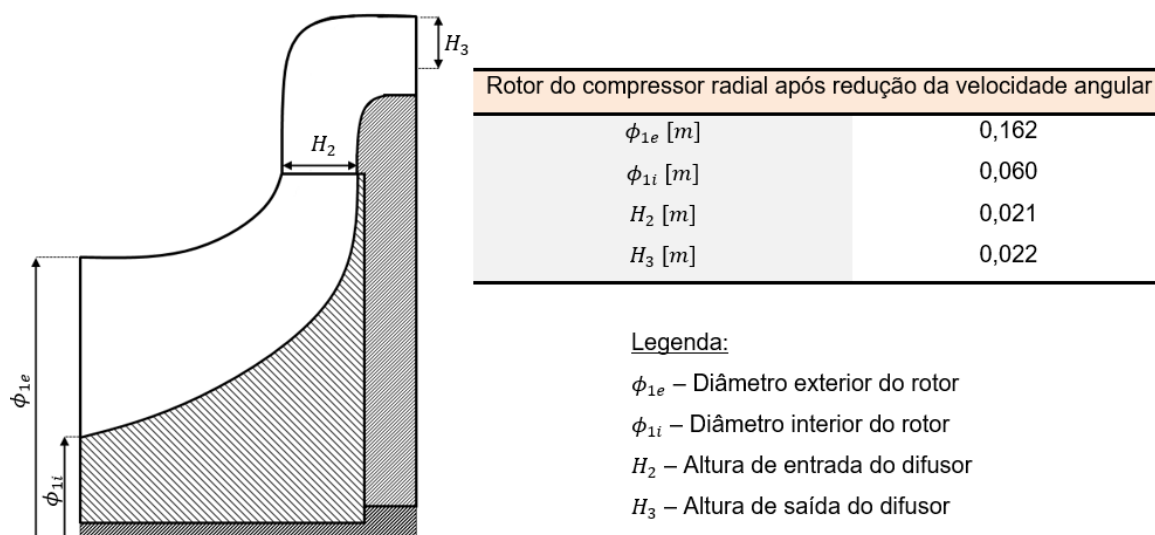 H₃
H₂
ϕ₁ₑ
ϕ₁ᵢ
Rotor do compressor radial após redução da velocidade angular
ϕ₁ₑ [m] 0,162
ϕ₁ᵢ [m] 0,060
H₂ [m] 0,021
H₃ [m] 0,022
Legenda:
ϕ₁ₑ – Diâmetro exterior do rotor
ϕ₁ᵢ – Diâmetro interior do rotor
H₂ – Altura de entrada do difusor
H₃ – Altura de saída do difusor